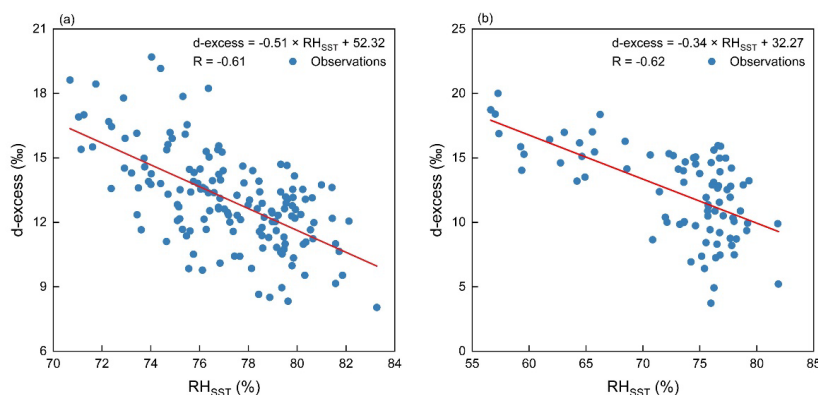 (a)
d-excess = -0.51 × RH_SST + 52.32
R = -0.61 Observations
21
18
15
12
9
6
d-excess (‰)
70 72 74 76 78 80 82 84
RH_SST (%)
(b)
d-excess = -0.34 × RH_SST + 32.27
R = -0.62 Observations
25
20
15
10
5
0
d-excess (‰)
55 60 65 70 75 80 85
RH_SST (%)